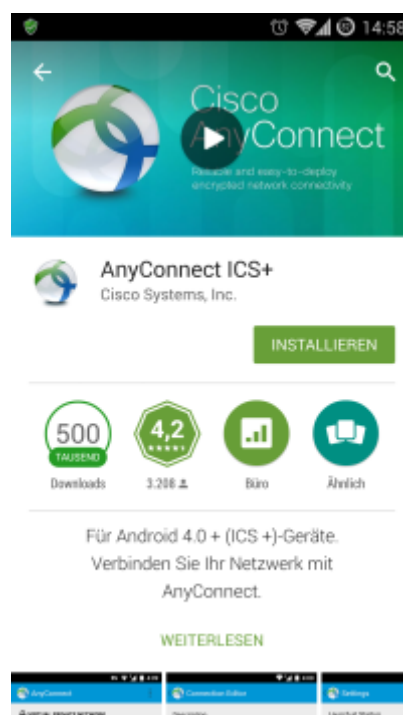 14:58
Cisco
AnyConnect
Reliable and easy-to-deploy
encrypted network connectivity
AnyConnect ICS+
Cisco Systems, Inc.
INSTALLIEREN
500
TAUSEND
Downloads
4,2
3.208
Büro
Ähnlich
Für Android 4.0 + (ICS +)-Geräte.
Verbinden Sie Ihr Netzwerk mit
AnyConnect.
WEITERLESEN
AnyConnect
Connection Editor
Settings